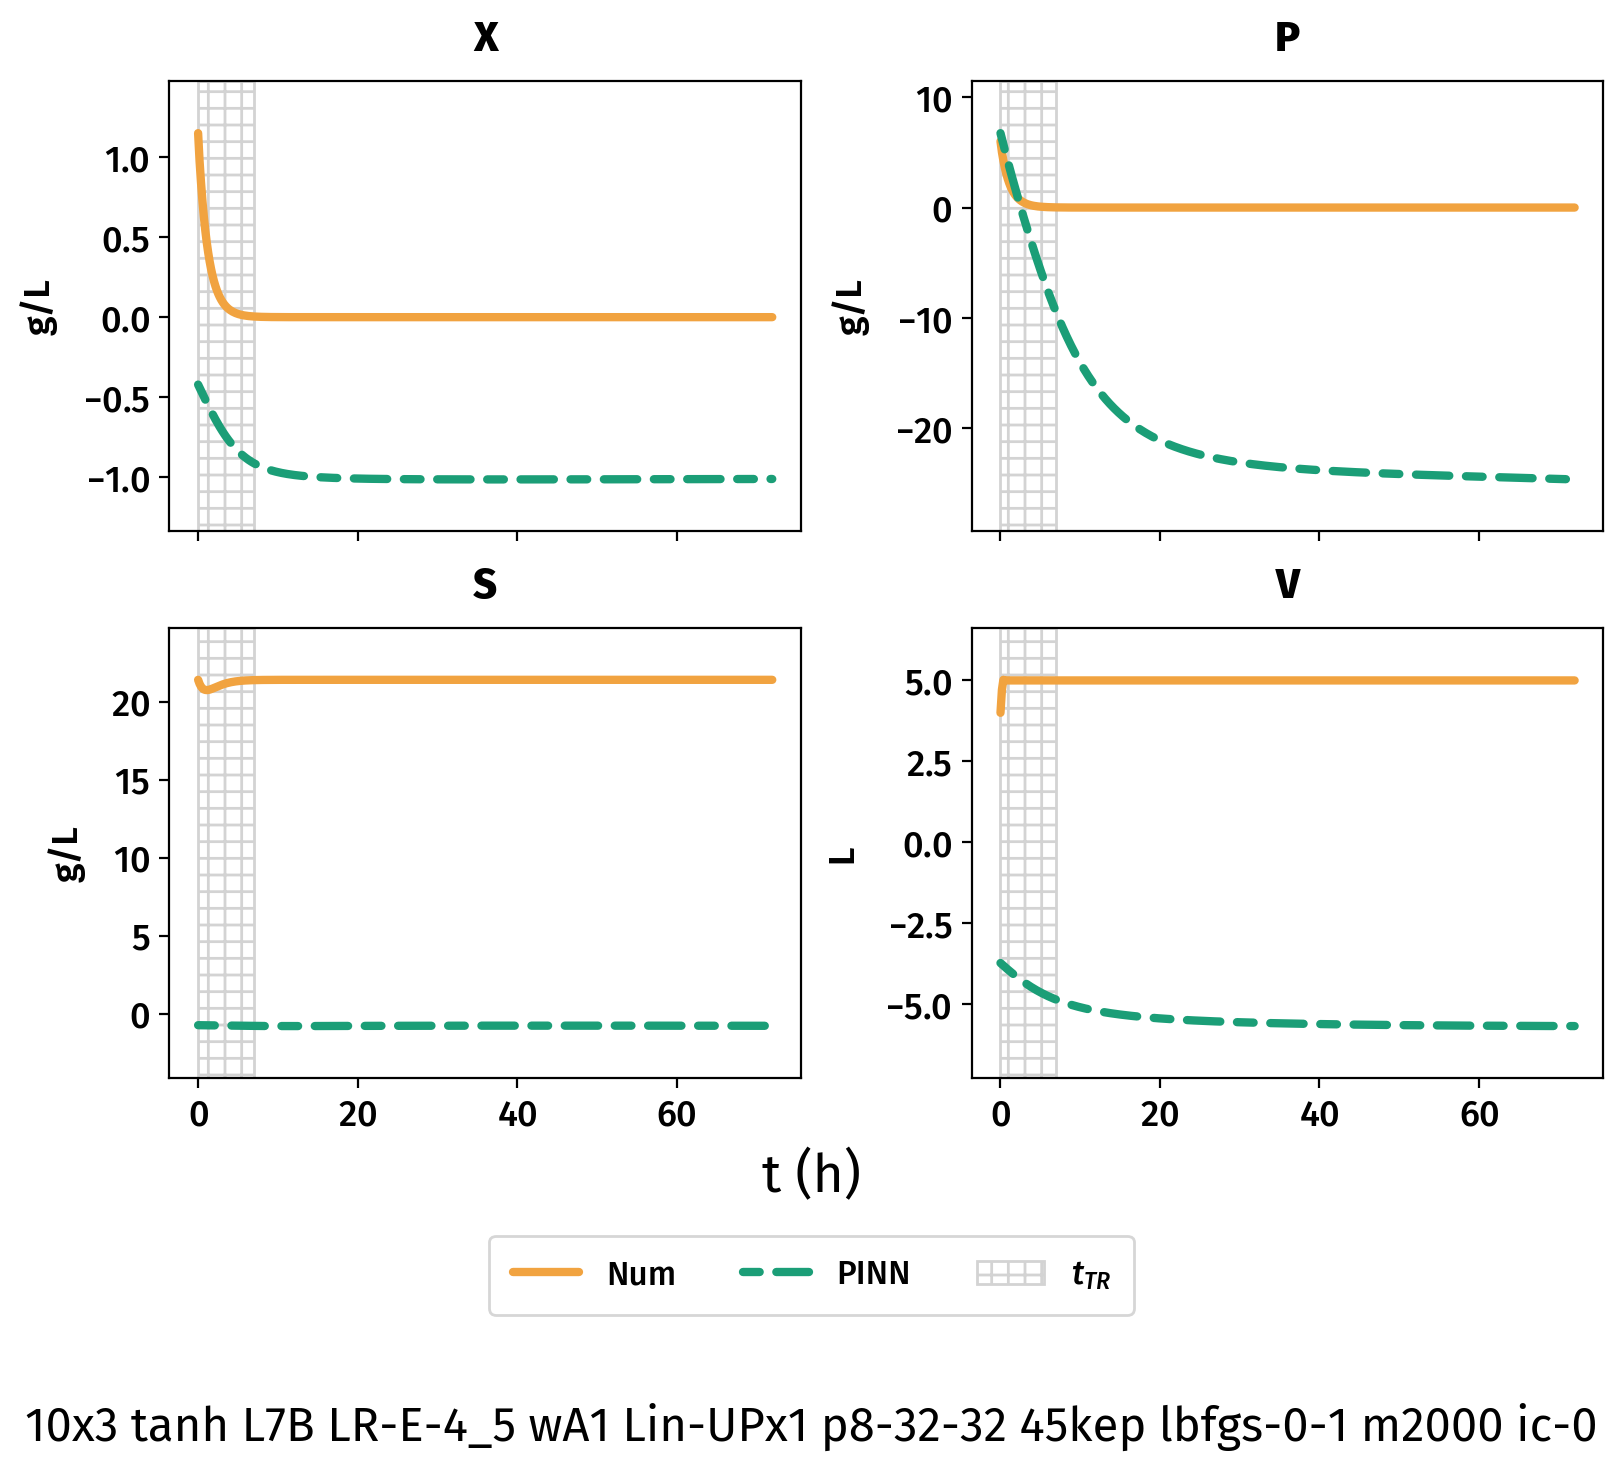 X
P
g/L
1.0
0.5
0.0
−0.5
−1.0
g/L
10
0
−10
−20
S
V
g/L
20
15
10
5
0
L
5.0
2.5
0.0
−2.5
−5.0
0 20 40 60
0 20 40 60
t (h)
Num PINN t_TR
10x3 tanh L7B LR-E-4_5 wA1 Lin-UPx1 p8-32-32 45kep lbfgs-0-1 m2000 ic-0